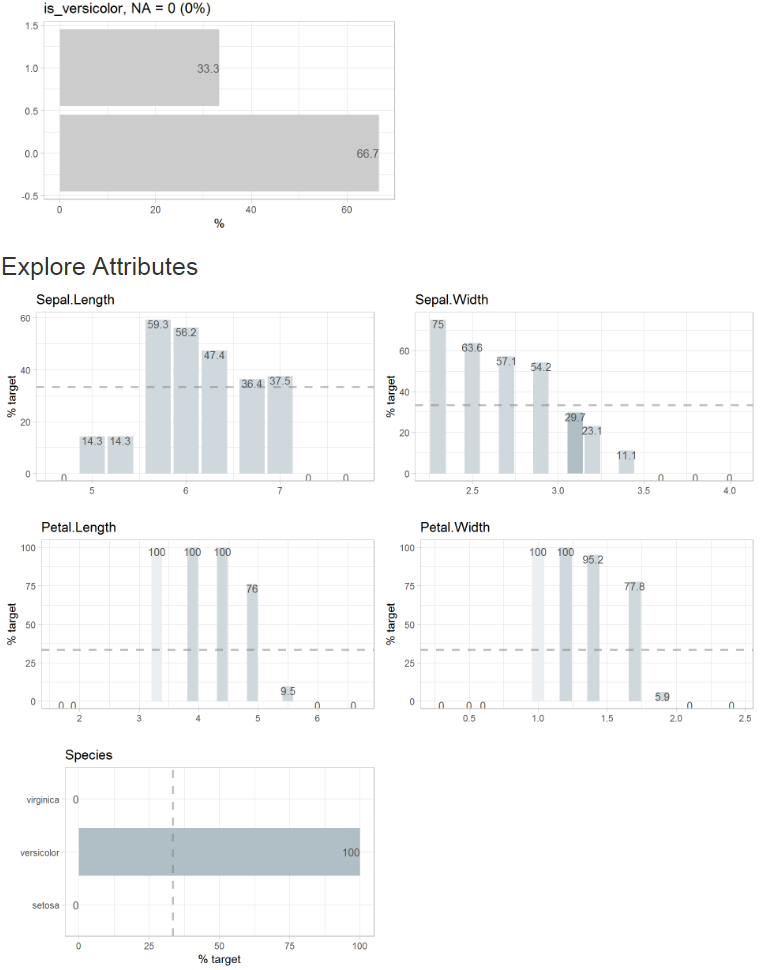 is_versicolor, NA = 0 (0%)
1.5
1.0
33.3
0.5
0.0
66.7
-0.5
0 20 40 60
%
Explore Attributes
Sepal.Length
% target
60
40
20
0
0 14.3 14.3 59.3 56.2 47.4 36.4 37.5 0 0
5 6 7
Sepal.Width
% target
60
40
20
0
75 63.6 57.1 54.2 29.7 23.1 11.1 0 0 0
2.5 3.0 3.5 4.0
Petal.Length
% target
100
75
50
25
0
0 0 100 100 100 76 9.5 0 0
2 3 4 5 6
Petal.Width
% target
100
75
50
25
0
0 0 0 100 100 95.2 77.8 5.9 0 0
0.5 1.0 1.5 2.0 2.5
Species
virginica 0
versicolor 100
setosa 0
0 25 50 75 100
% target